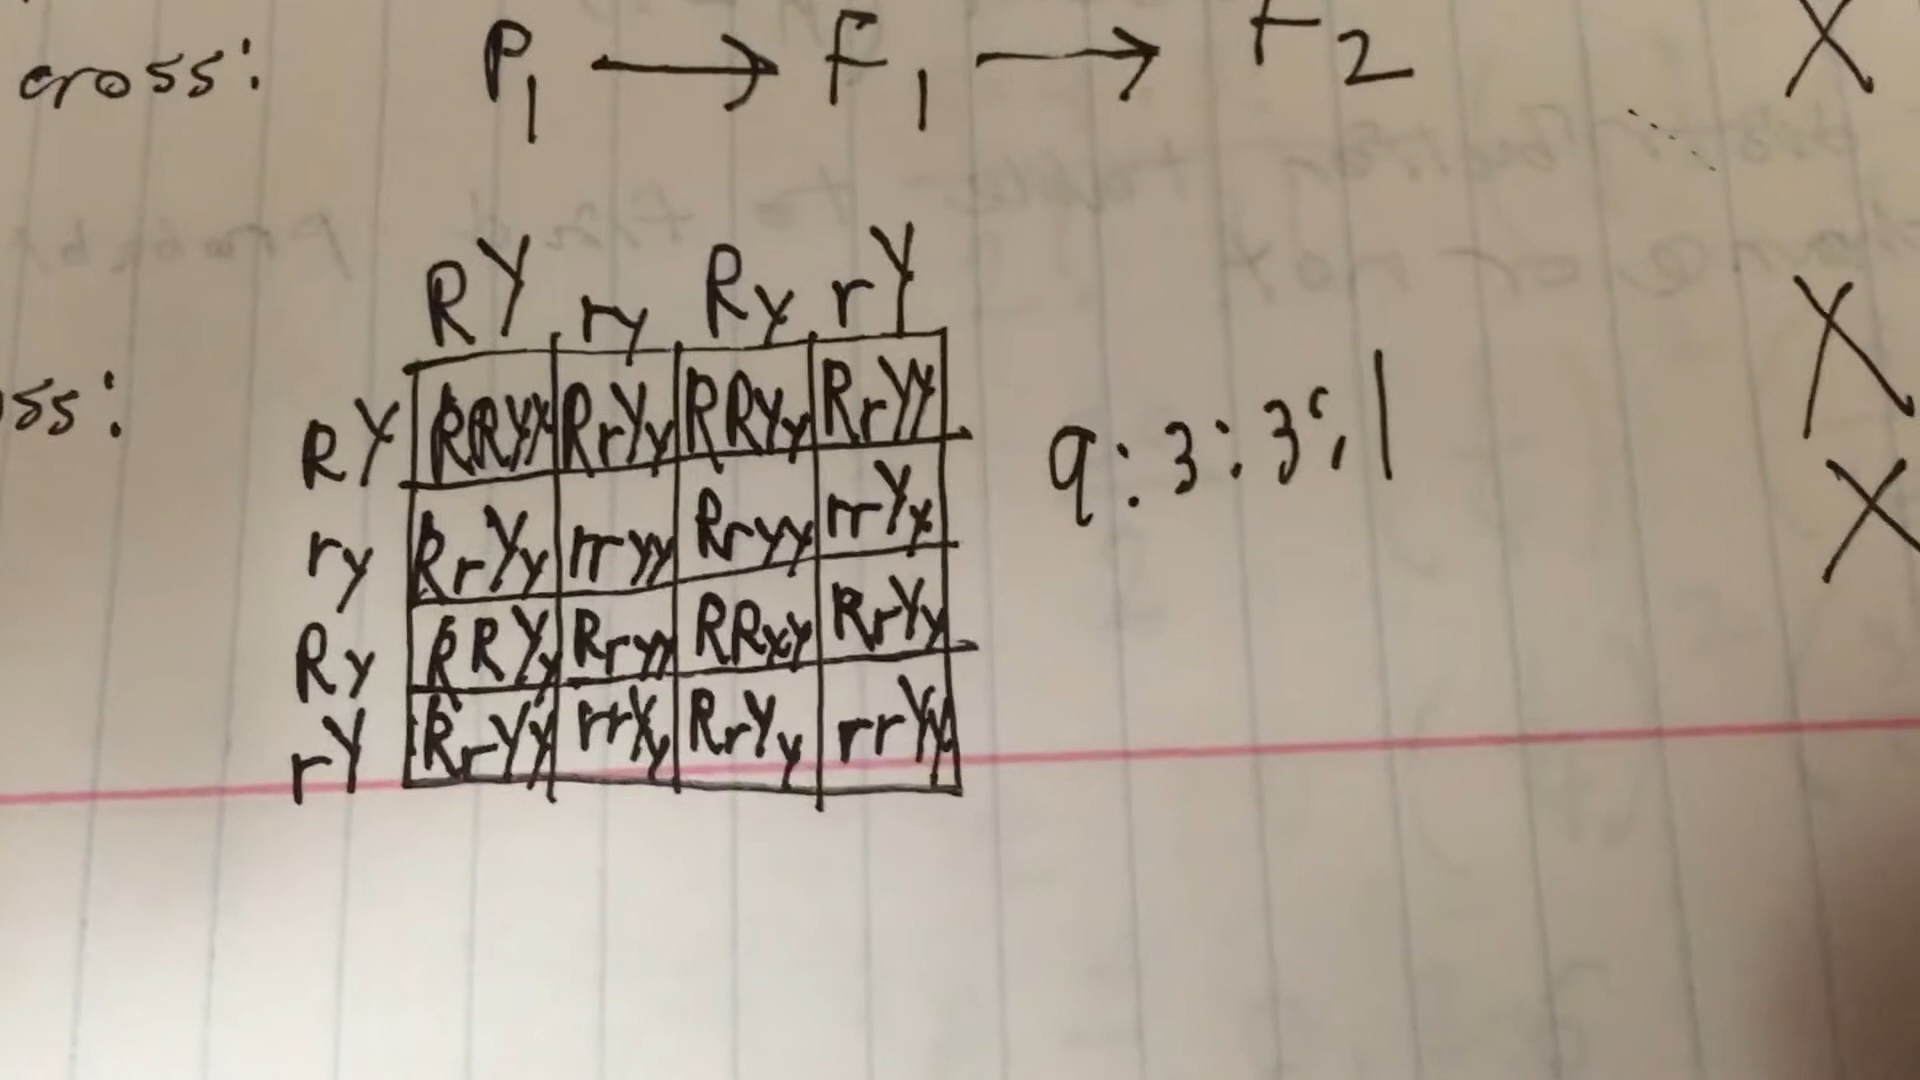 cross: P1 → F1 → F2 X
RY ry Ry rY
ss: RY RRYY RrYy RRYy RrYY 9:3:3:1 X
ry RrYy rryy Rryy rrYy X
Ry RRYy Rryy RRyy RrYy
rY RrYY rrYy RrYy rrYY